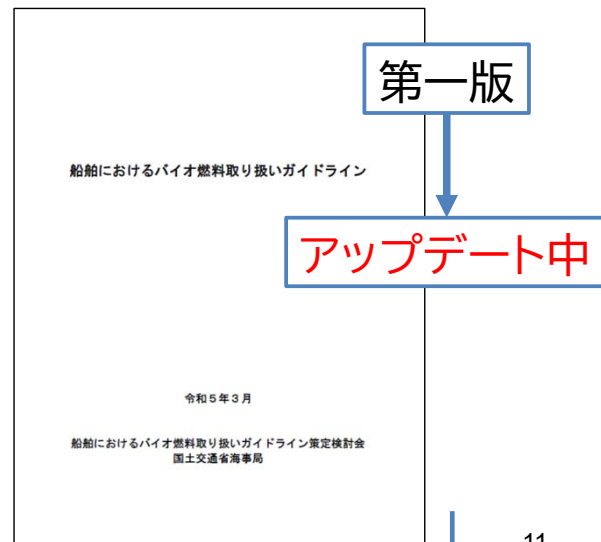 第一版
船舶におけるバイオ燃料取り扱いガイドライン
アップデート中
令和5年3月
船舶におけるバイオ燃料取り扱いガイドライン策定検討会
国土交通省海事局
11